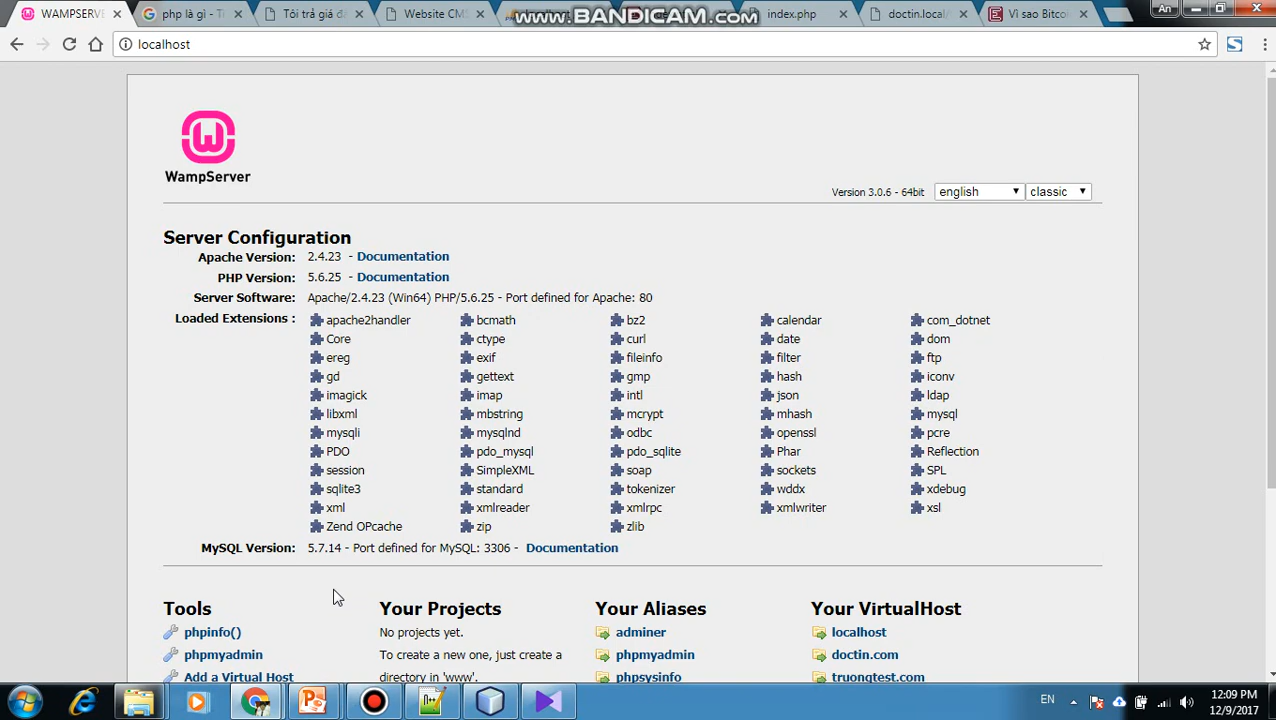 WAMPSERVE
php là gì - T
Tôi trả giá đ
Website CM
index.php
doctin.local/
Vì sao Bitco
An
www.BANDICAM.com
localhost
WampServer
Version 3.0.6 - 64bit
english
classic
Server Configuration
Apache Version: 2.4.23 - Documentation
PHP Version: 5.6.25 - Documentation
Server Software: Apache/2.4.23 (Win64) PHP/5.6.25 - Port defined for Apache: 80
Loaded Extensions :
apache2handler bcmath bz2 calendar com_dotnet
Core ctype curl date dom
ereg exif fileinfo filter ftp
gd gettext gmp hash iconv
imagick imap intl json ldap
libxml mbstring mcrypt mhash mysql
mysqli mysqlnd odbc openssl pcre
PDO pdo_mysql pdo_sqlite Phar Reflection
session SimpleXML soap sockets SPL
sqlite3 standard tokenizer wddx xdebug
xml xmlreader xmlrpc xmlwriter xsl
Zend OPcache zip zlib
MySQL Version: 5.7.14 - Port defined for MySQL: 3306 - Documentation
Tools
phpinfo()
phpmyadmin
Add a Virtual Host
Your Projects
No projects yet.
To create a new one, just create a
directory in 'www'.
Your Aliases
adminer
phpmyadmin
phpsysinfo
Your VirtualHost
localhost
doctin.com
truongtest.com
EN
12:09 PM
12/9/2017